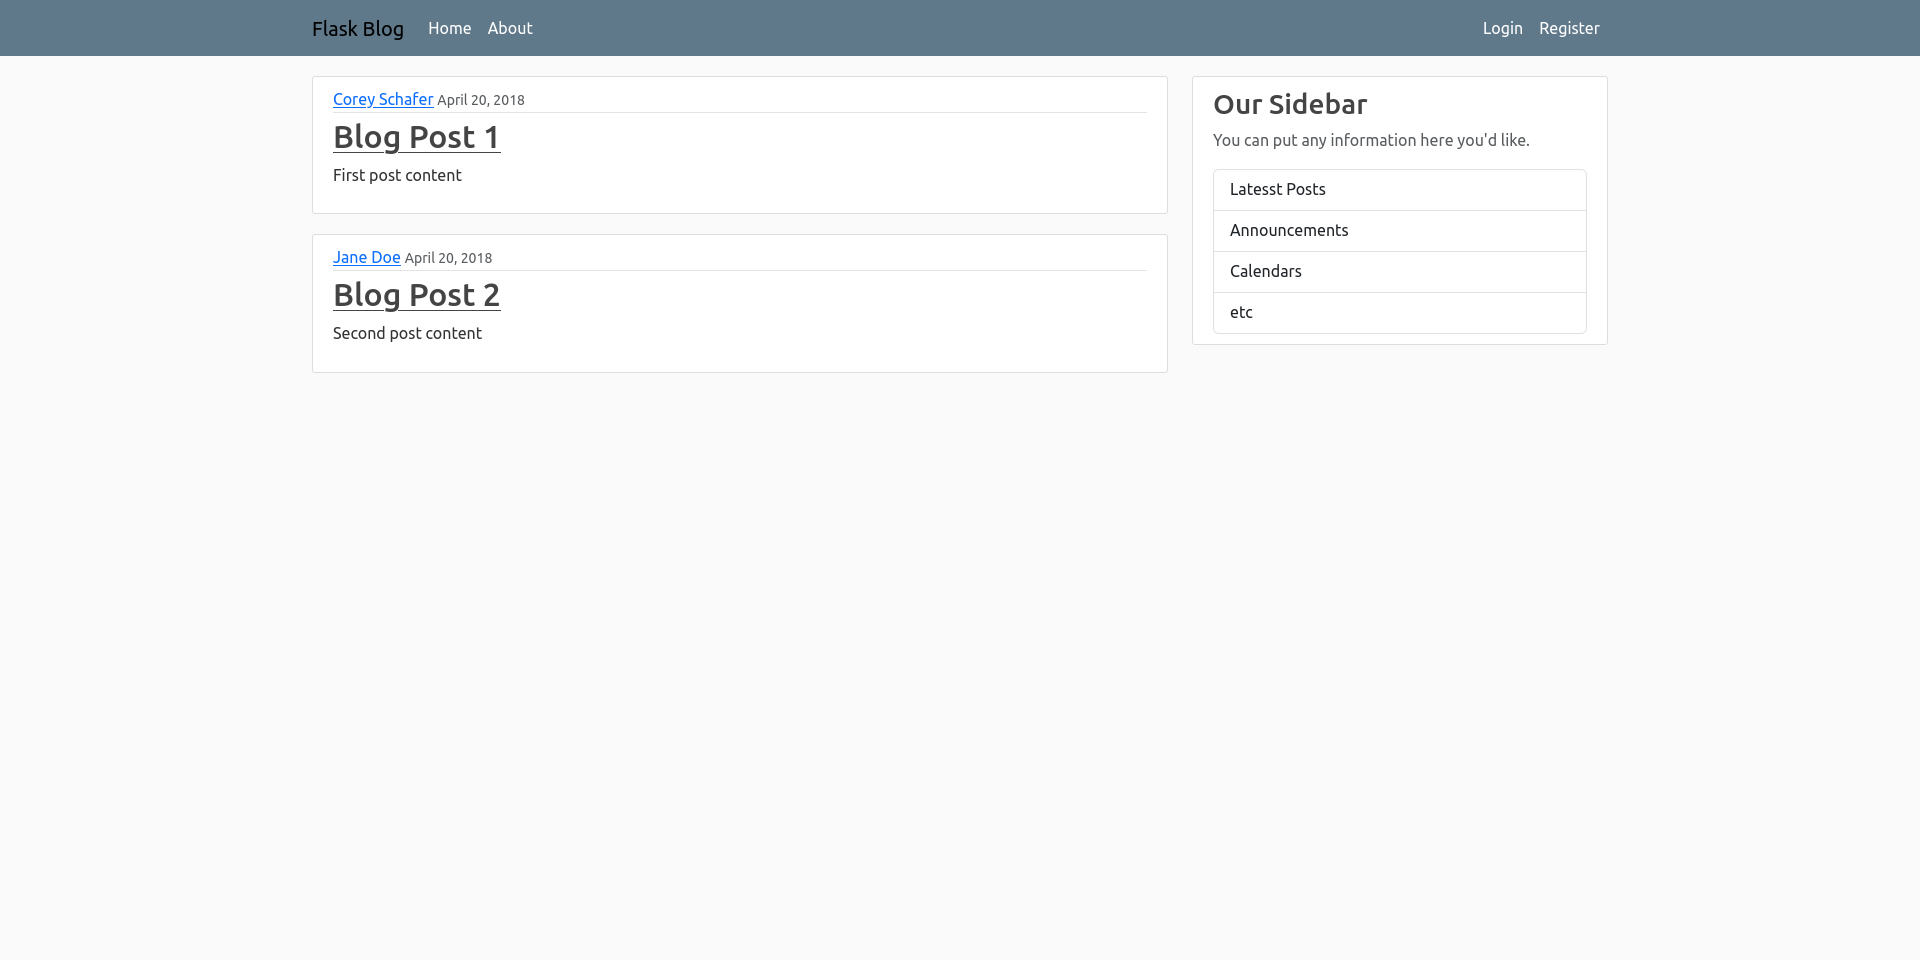 Flask Blog Home About Login Register
Corey Schafer April 20, 2018
Blog Post 1
First post content
Jane Doe April 20, 2018
Blog Post 2
Second post content
Our Sidebar
You can put any information here you'd like.
Latesst Posts
Announcements
Calendars
etc